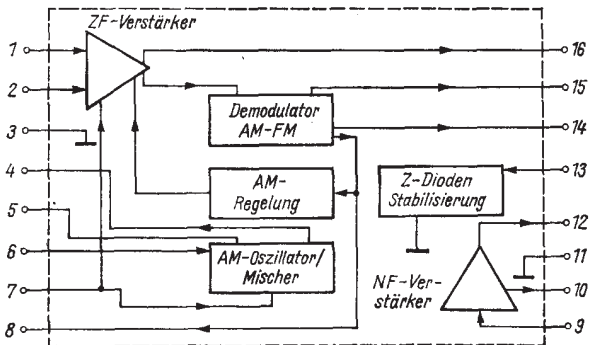 ZF-Verstärker
1
2
3
4
5
6
7
8
Demodulator
AM-FM
AM-
Regelung
AM-Oszillator/
Mischer
Z-Dioden
Stabilisierung
NF-Ver-
stärker
16
15
14
13
12
11
10
9